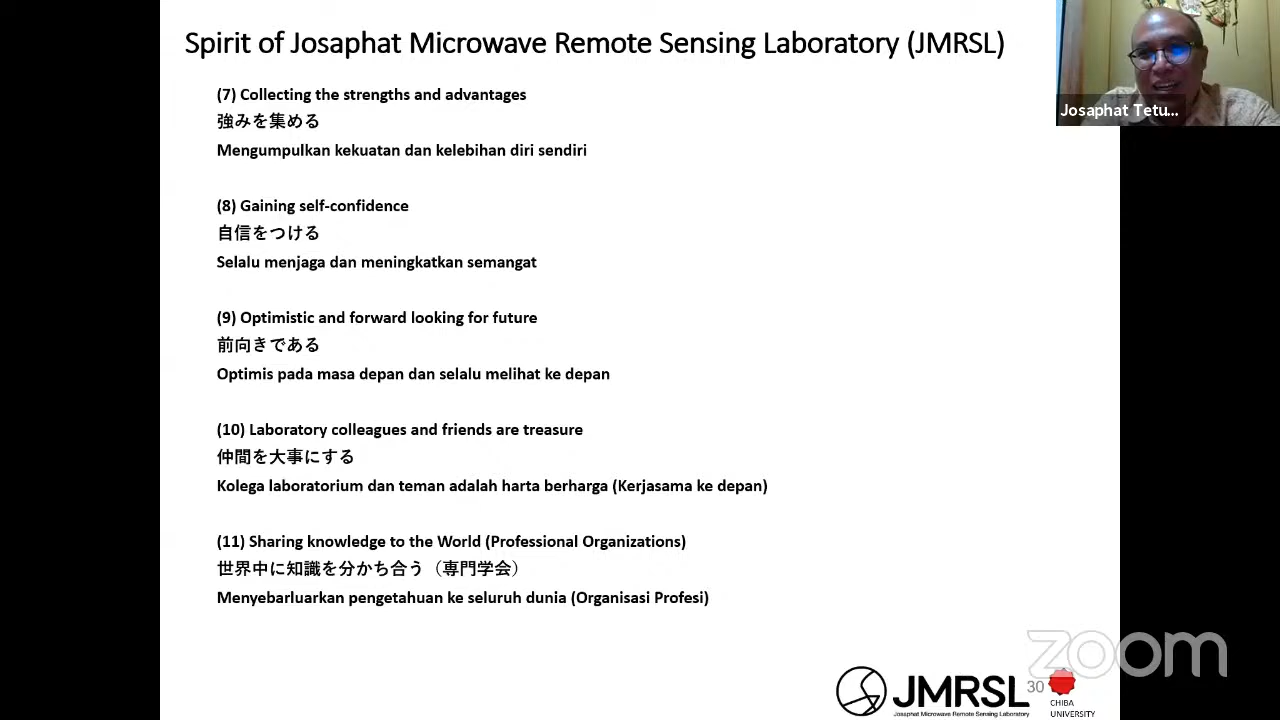 Spirit of Josaphat Microwave Remote Sensing Laboratory (JMRSL)
Josaphat Tetu...
(7) Collecting the strengths and advantages
強みを集める
Mengumpulkan kekuatan dan kelebihan diri sendiri
(8) Gaining self-confidence
自信をつける
Selalu menjaga dan meningkatkan semangat
(9) Optimistic and forward looking for future
前向きである
Optimis pada masa depan dan selalu melihat ke depan
(10) Laboratory colleagues and friends are treasure
仲間を大事にする
Kolega laboratorium dan teman adalah harta berharga (Kerjasama ke depan)
(11) Sharing knowledge to the World (Professional Organizations)
世界中に知識を分かち合う（専門学会）
Menyebarluarkan pengetahuan ke seluruh dunia (Organisasi Profesi)
zoom
JMRSL
Josaphat Microwave Remote Sensing Laboratory
30
CHIBA
UNIVERSITY